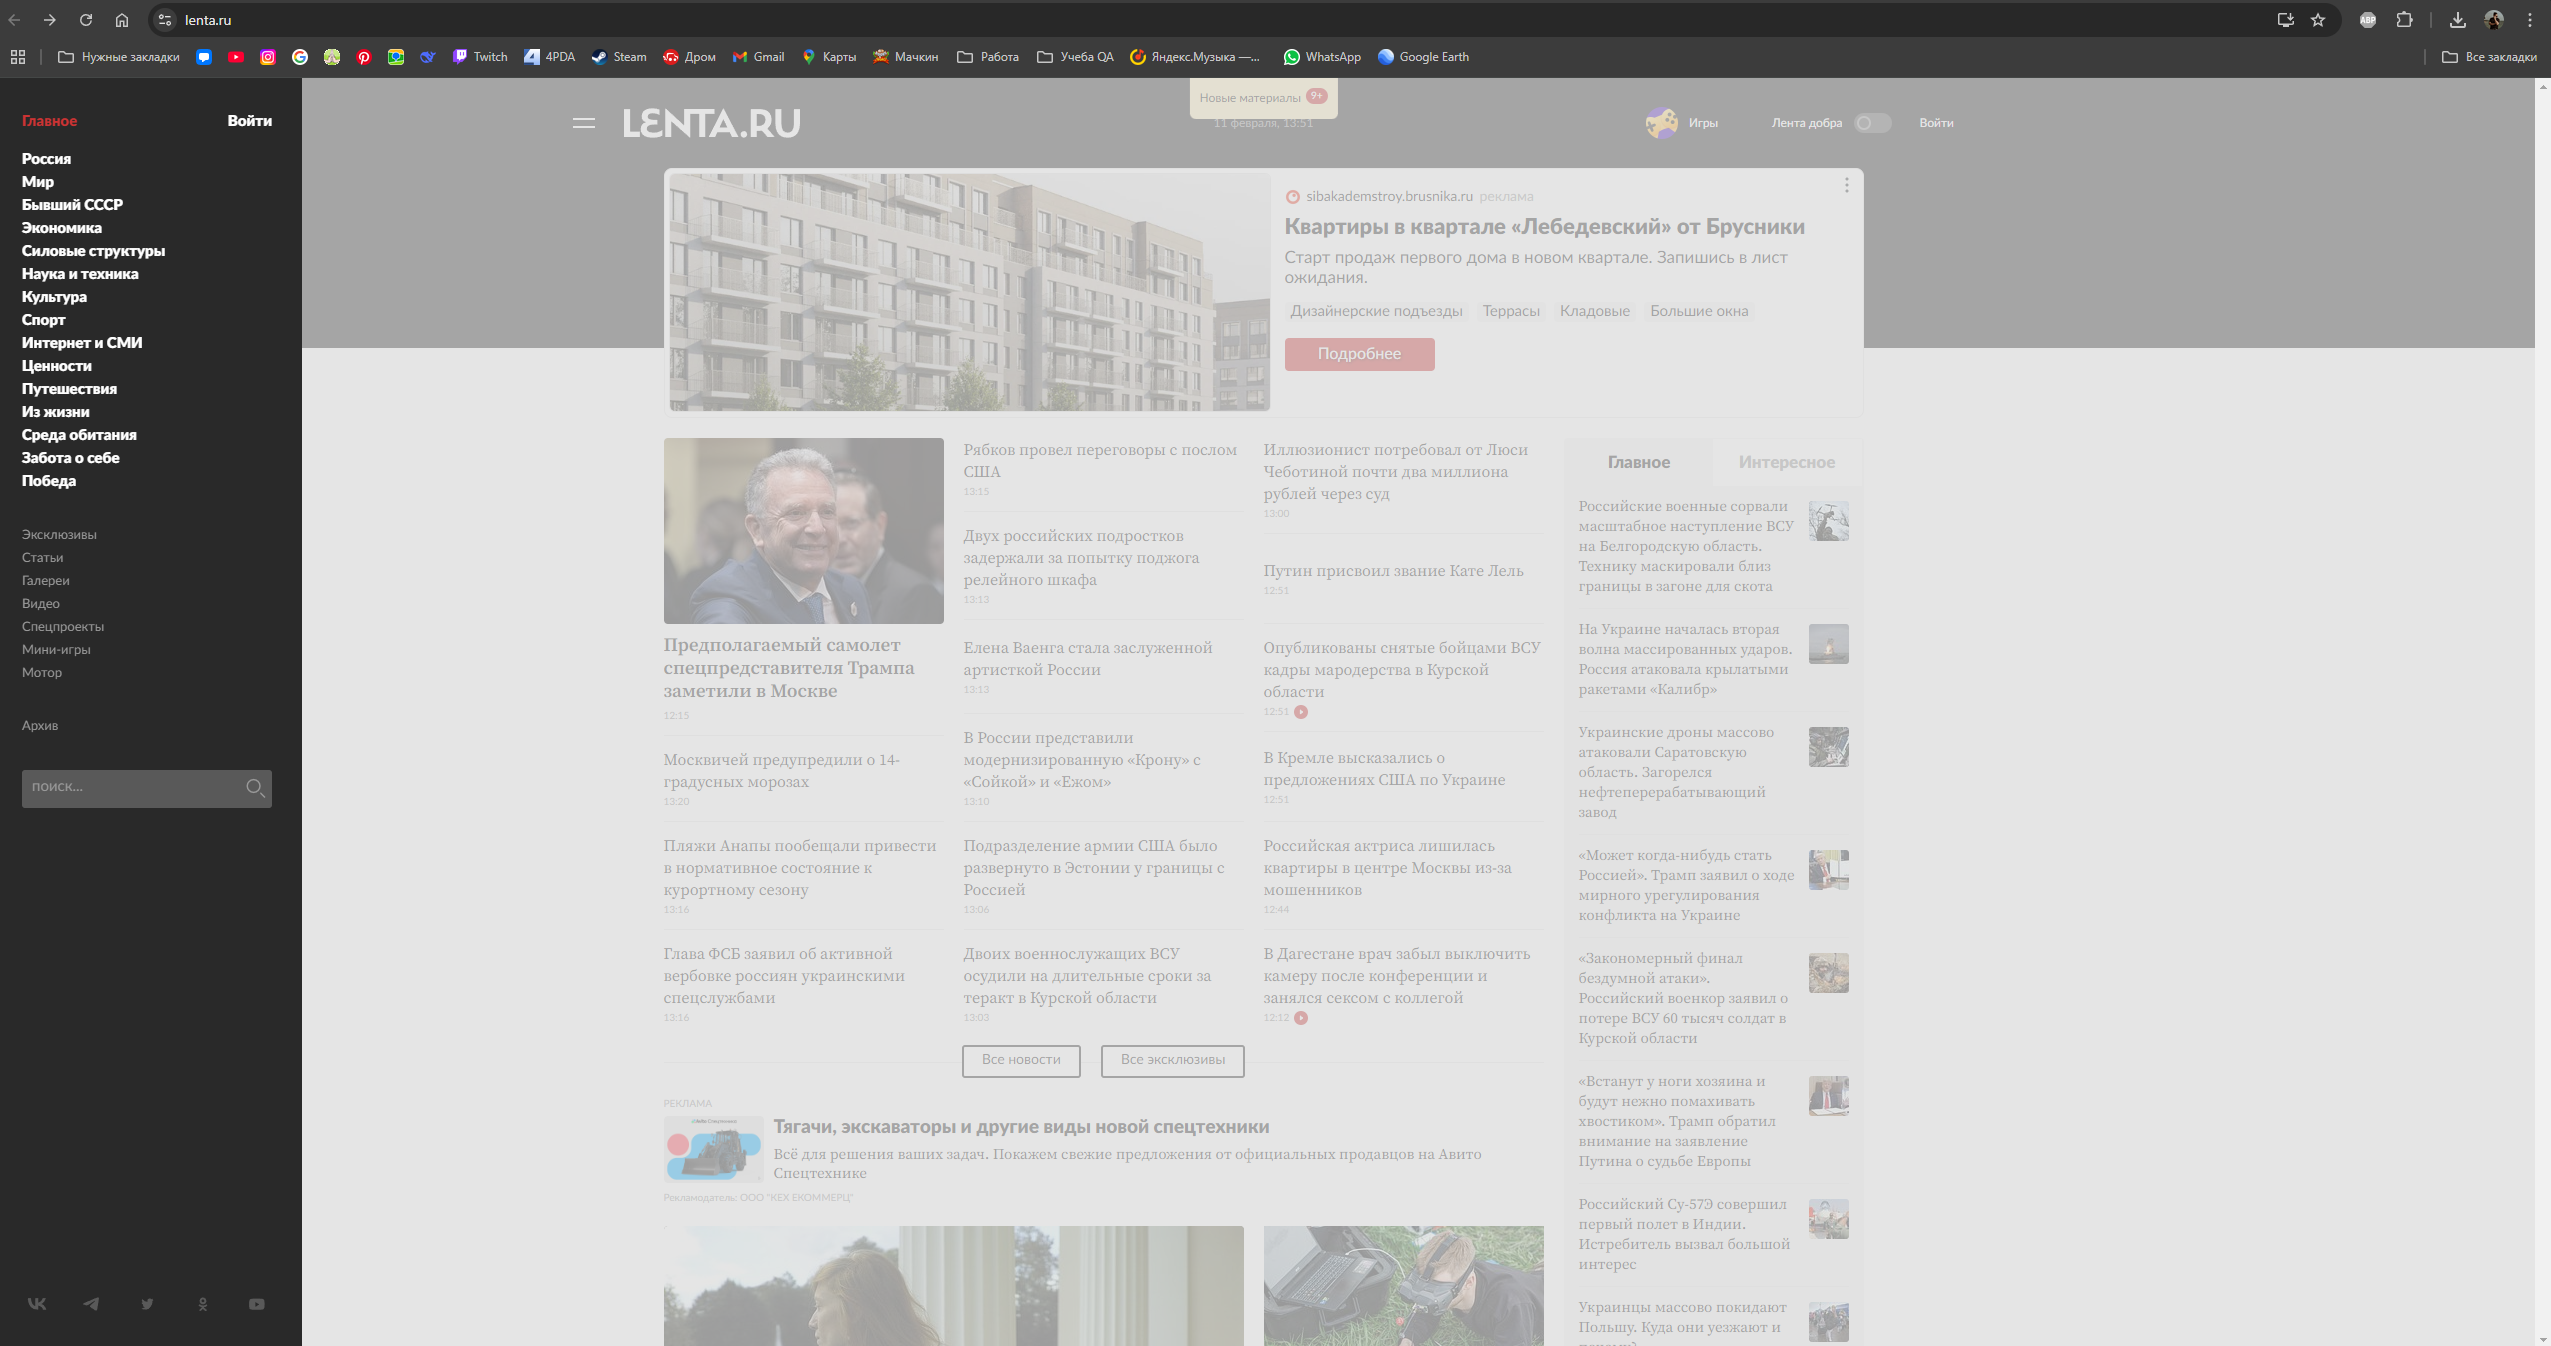 lenta.ru
Нужные закладки
Twitch
4PDA
Steam
Дром
Gmail
Карты
Мачкин
Работа
Учеба QA
Яндекс.Музыка —...
WhatsApp
Google Earth
Все закладки
Главное
Войти
Россия
Мир
Бывший СССР
Экономика
Силовые структуры
Наука и техника
Культура
Спорт
Интернет и СМИ
Ценности
Путешествия
Из жизни
Среда обитания
Забота о себе
Победа
Эксклюзивы
Статьи
Галереи
Видео
Спецпроекты
Мини-игры
Мотор
Архив
поиск...
LENTA.RU
Новые материалы 9+
11 февраля, 13:51
Игры
Лента добра
Войти
sibakademstroy.brusnika.ru реклама
Квартиры в квартале «Лебедевский» от Брусники
Старт продаж первого дома в новом квартале. Запишись в лист
ожидания.
Дизайнерские подъезды Террасы Кладовые Большие окна
Подробнее
Предполагаемый самолет
спецпредставителя Трампа
заметили в Москве
12:15
Москвичей предупредили о 14-
градусных морозах
13:20
Пляжи Анапы пообещали привести
в нормативное состояние к
курортному сезону
13:16
Глава ФСБ заявил об активной
вербовке россиян украинскими
спецслужбами
13:16
Рябков провел переговоры с послом
США
13:15
Двух российских подростков
задержали за попытку поджога
релейного шкафа
13:13
Елена Ваенга стала заслуженной
артисткой России
13:13
В России представили
модернизированную «Крону» с
«Сойкой» и «Ежом»
13:10
Подразделение армии США было
развернуто в Эстонии у границы с
Россией
13:06
Двоих военнослужащих ВСУ
осудили на длительные сроки за
теракт в Курской области
13:03
Иллюзионист потребовал от Люси
Чеботиной почти два миллиона
рублей через суд
13:00
Путин присвоил звание Кате Лель
12:51
Опубликованы снятые бойцами ВСУ
кадры мародерства в Курской
области
12:51
В Кремле высказались о
предложениях США по Украине
12:51
Российская актриса лишилась
квартиры в центре Москвы из-за
мошенников
12:44
В Дагестане врач забыл выключить
камеру после конференции и
занялся сексом с коллегой
12:12
Все новости
Все эксклюзивы
РЕКЛАМА
Тягачи, экскаваторы и другие виды новой спецтехники
Всё для решения ваших задач. Покажем свежие предложения от официальных продавцов на Авито
Спецтехнике
Рекламодатель: ООО "КЕХ ЕКОММЕРЦ"
Главное
Интересное
Российские военные сорвали
масштабное наступление ВСУ
на Белгородскую область.
Технику маскировали близ
границы в загоне для скота
На Украине началась вторая
волна массированных ударов.
Россия атаковала крылатыми
ракетами «Калибр»
Украинские дроны массово
атаковали Саратовскую
область. Загорелся
нефтеперерабатывающий
завод
«Может когда-нибудь стать
Россией». Трамп заявил о ходе
мирного урегулирования
конфликта на Украине
«Закономерный финал
бездумной атаки».
Российский военкор заявил о
потере ВСУ 60 тысяч солдат в
Курской области
«Встанут у ноги хозяина и
будут нежно помахивать
хвостиком». Трамп обратил
внимание на заявление
Путина о судьбе Европы
Российский Су-57Э совершил
первый полет в Индии.
Истребитель вызвал большой
интерес
Украинцы массово покидают
Польшу. Куда они уезжают и